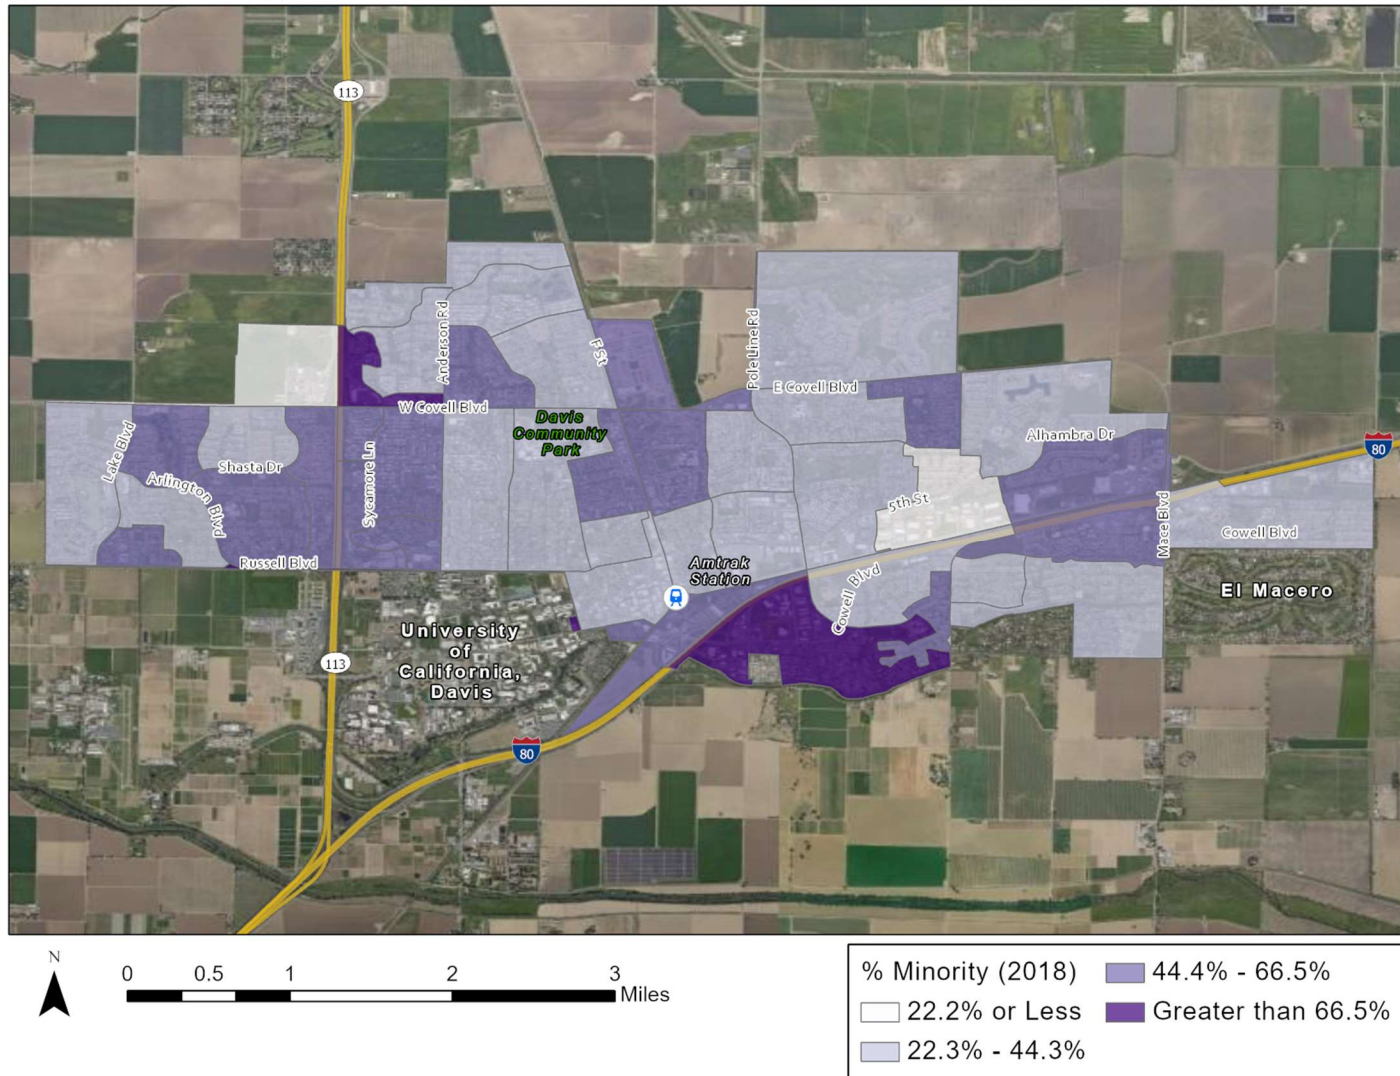 113
Anderson Rd
F St
Pole Line Rd
E Covell Blvd
W Covell Blvd
Davis
Community
Park
Alhambra Dr
80
Lake Blvd
Shasta Dr
Sycamore Ln
Arlington Blvd
5th St
Mace Blvd
Cowell Blvd
Russell Blvd
Amtrak
Station
Cowell Blvd
El Macero
University
of
California,
Davis
113
80
N
0 0.5 1 2 3
Miles
% Minority (2018)
22.2% or Less
22.3% - 44.3%
44.4% - 66.5%
Greater than 66.5%